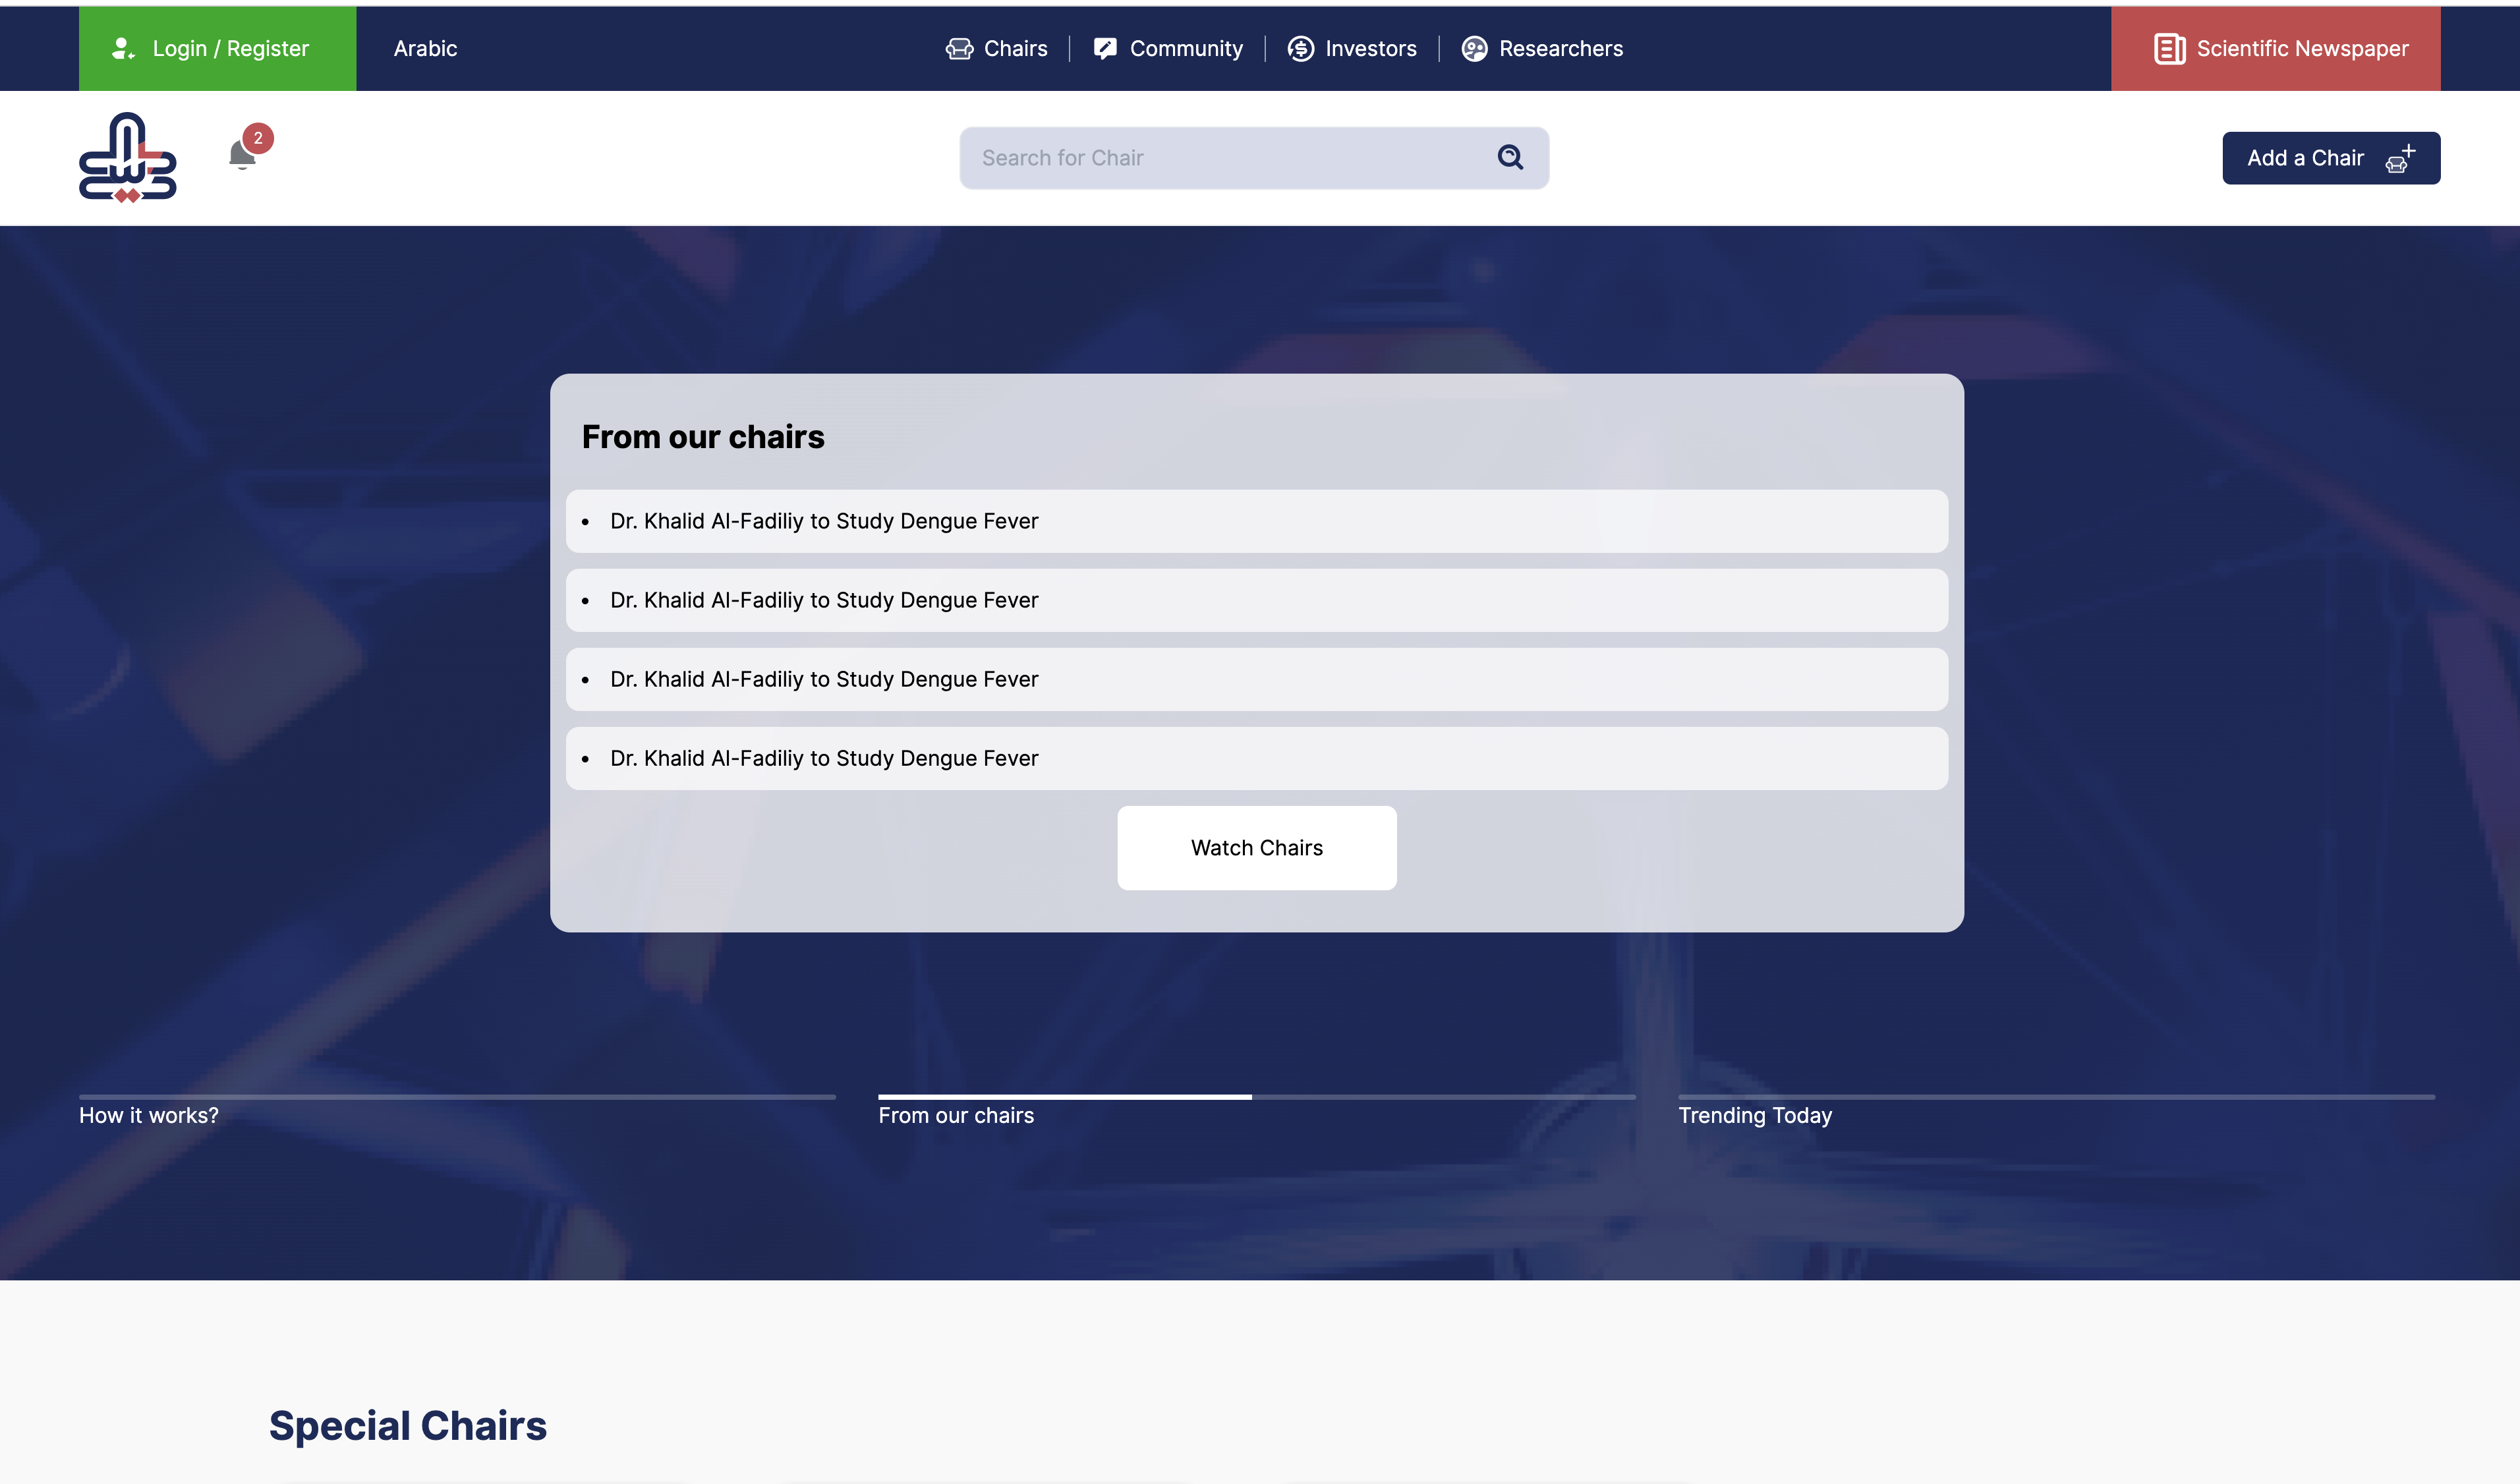 Login / Register
Arabic
Chairs
Community
Investors
Researchers
Scientific Newspaper
2
Search for Chair
Add a Chair
From our chairs
• Dr. Khalid Al-Fadiliy to Study Dengue Fever
• Dr. Khalid Al-Fadiliy to Study Dengue Fever
• Dr. Khalid Al-Fadiliy to Study Dengue Fever
• Dr. Khalid Al-Fadiliy to Study Dengue Fever
Watch Chairs
How it works?
From our chairs
Trending Today
Special Chairs